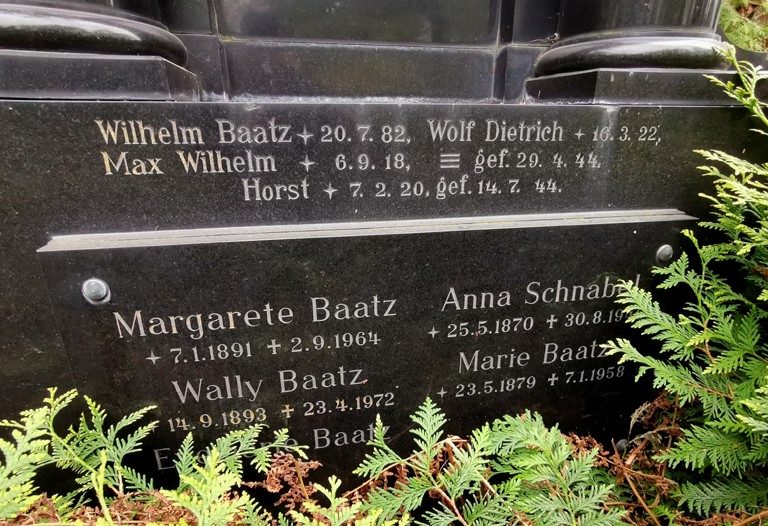 Wilhelm Baatz ✦ 20.7.82, Wolf Dietrich ✦ 16.3.22,
Max Wilhelm ✦ 6.9.18, ≡ gef. 29.4.44.
Horst ✦ 7.2.20, gef. 14.7.44.
Margarete Baatz
✦ 7.1.1891 ✝ 2.9.1964
Wally Baatz
14.9.1893 ✝ 23.4.1972
Baatz
Anna Schnabel
✦ 25.5.1870 ✝ 30.8.19
Marie Baatz
✦ 23.5.1879 ✝ 7.1.1958